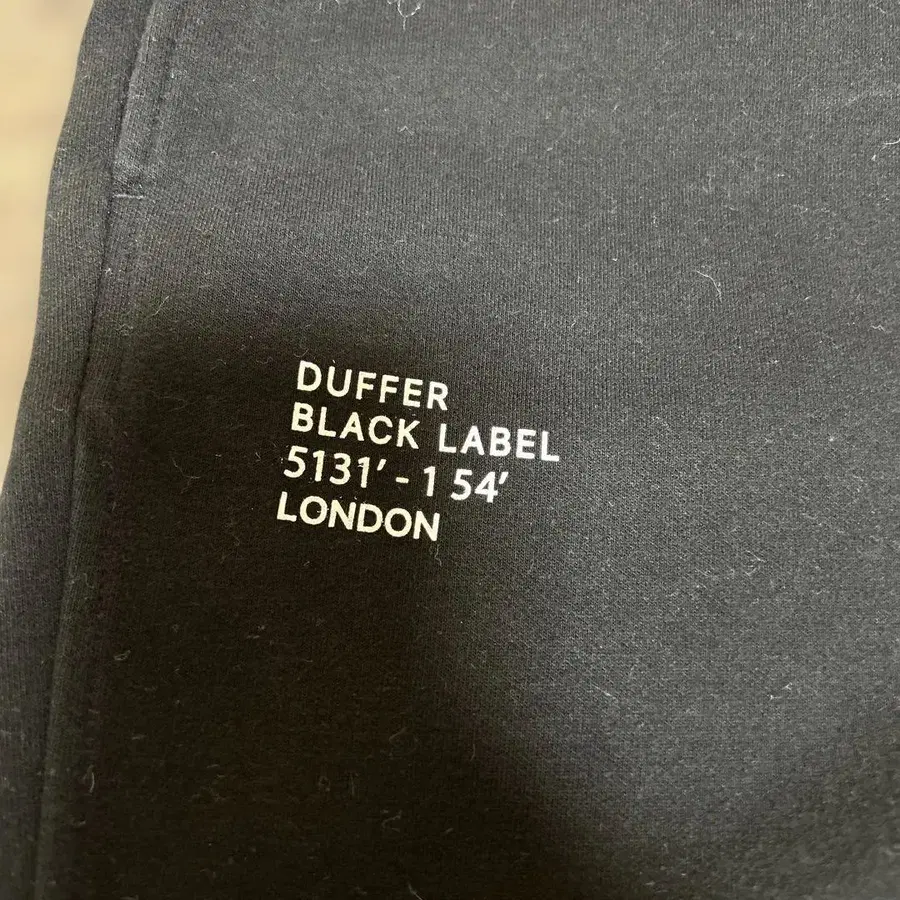 DUFFER
BLACK LABEL
5131′ - 1 54′
LONDON